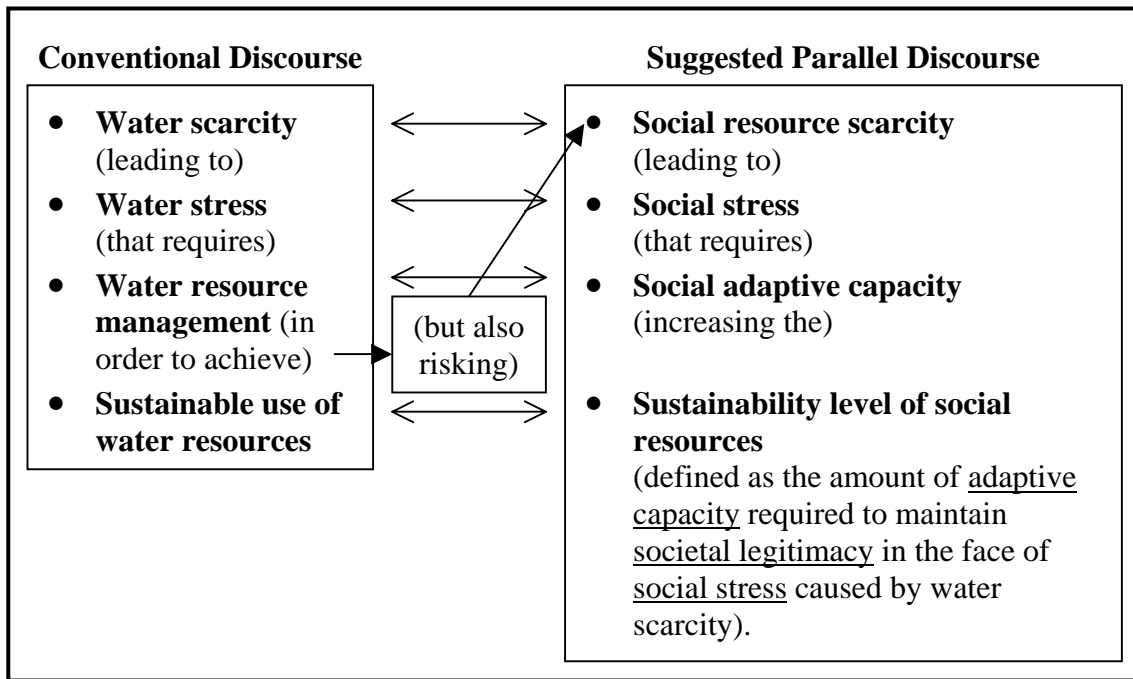 Conventional Discourse
• Water scarcity
(leading to)
• Water stress
(that requires)
• Water resource
management (in
order to achieve)
• Sustainable use of
water resources
(but also
risking)
Suggested Parallel Discourse
• Social resource scarcity
(leading to)
• Social stress
(that requires)
• Social adaptive capacity
(increasing the)
• Sustainability level of social
resources
(defined as the amount of adaptive
capacity required to maintain
societal legitimacy in the face of
social stress caused by water
scarcity).